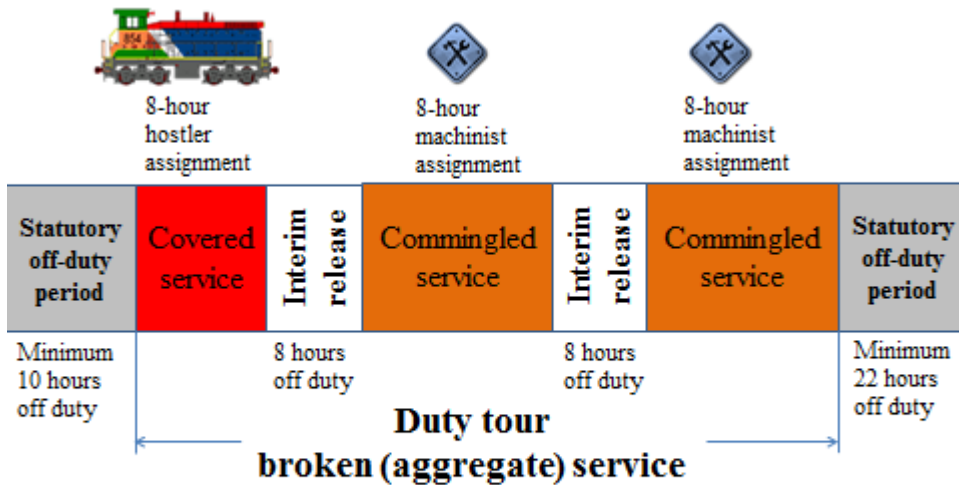 854
8-hour
hostler
assignment
8-hour
machinist
assignment
8-hour
machinist
assignment
Statutory
off-duty
period
Covered
service
Interim
release
Commingled
service
Interim
release
Commingled
service
Statutory
off-duty
period
Minimum
10 hours
off duty
8 hours
off duty
8 hours
off duty
Minimum
22 hours
off duty
Duty tour
broken (aggregate) service